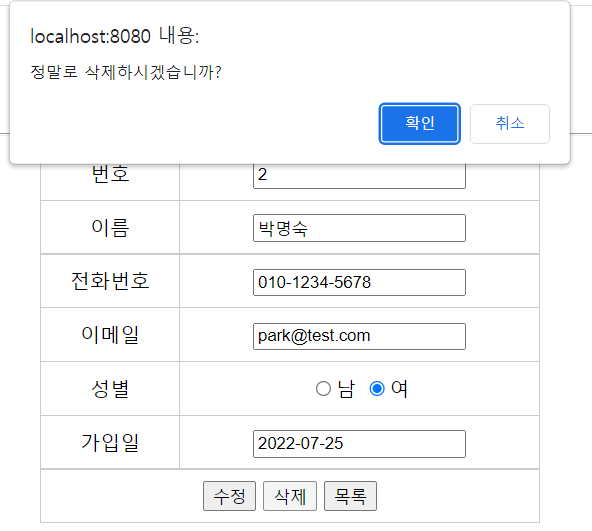 localhost:8080 내용:
정말로 삭제하시겠습니까?
확인 취소
번호 2
이름 박명숙
전화번호 010-1234-5678
이메일 park@test.com
성별 남 여
가입일 2022-07-25
수정 삭제 목록